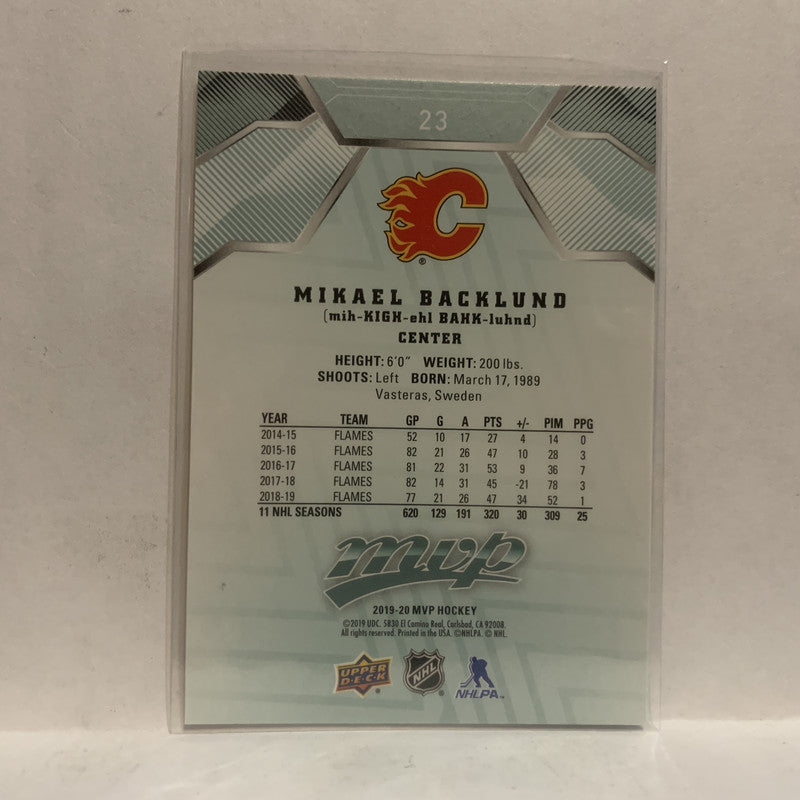 23
C
®
MIKAEL BACKLUND
(mih-KIGH-ehl BAHK-luhnd)
CENTER
HEIGHT: 6'0" WEIGHT: 200 lbs.
SHOOTS: Left BORN: March 17, 1989
Vasteras, Sweden
YEAR TEAM GP G A PTS +/- PIM PPG
2014-15 FLAMES 52 10 17 27 4 14 0
2015-16 FLAMES 82 21 26 47 10 28 3
2016-17 FLAMES 81 22 31 53 9 36 7
2017-18 FLAMES 82 14 31 45 -21 78 3
2018-19 FLAMES 77 21 26 47 34 52 1
11 NHL SEASONS 620 129 191 320 30 309 25
mvp
2019-20 MVP HOCKEY
©2019 UDC. 5830 El Camino Real, Carlsbad, CA 92008.
All rights reserved. Printed in the USA. ©NHLPA. © NHL.
UPPER DECK NHL ® NHLPA™